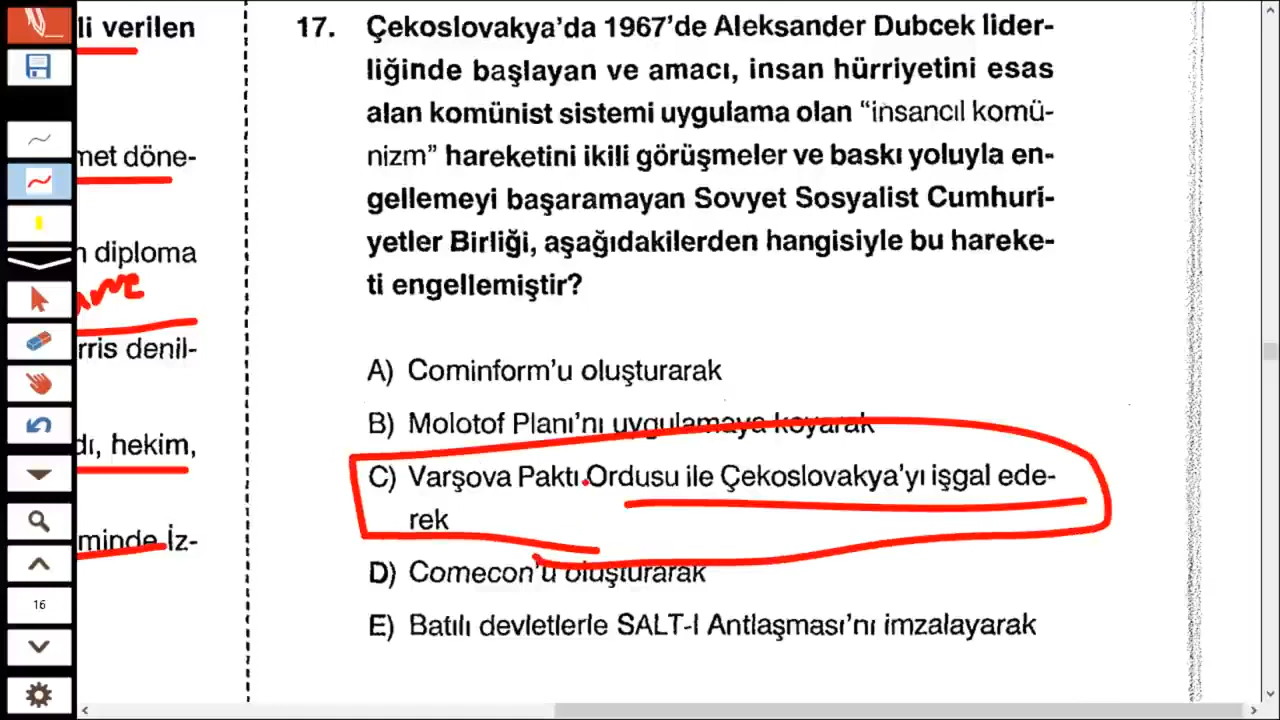 li verilen
met döne-
n diploma
rris denil-
dı, hekim,
minde İz-
17. Çekoslovakya'da 1967'de Aleksander Dubcek lider-
liğinde başlayan ve amacı, insan hürriyetini esas
alan komünist sistemi uygulama olan “insancıl komü-
nizm” hareketini ikili görüşmeler ve baskı yoluyla en-
gellemeyi başaramayan Sovyet Sosyalist Cumhuri-
yetler Birliği, aşağıdakilerden hangisiyle bu hareke-
ti engellemiştir?
A) Cominform'u oluşturarak
B) Molotof Planı'nı uygulamaya koyarak
C) Varşova Paktı Ordusu ile Çekoslovakya'yı işgal ede-
rek
D) Comecon'u oluşturarak
E) Batılı devletlerle SALT-I Antlaşması'nı imzalayarak
16